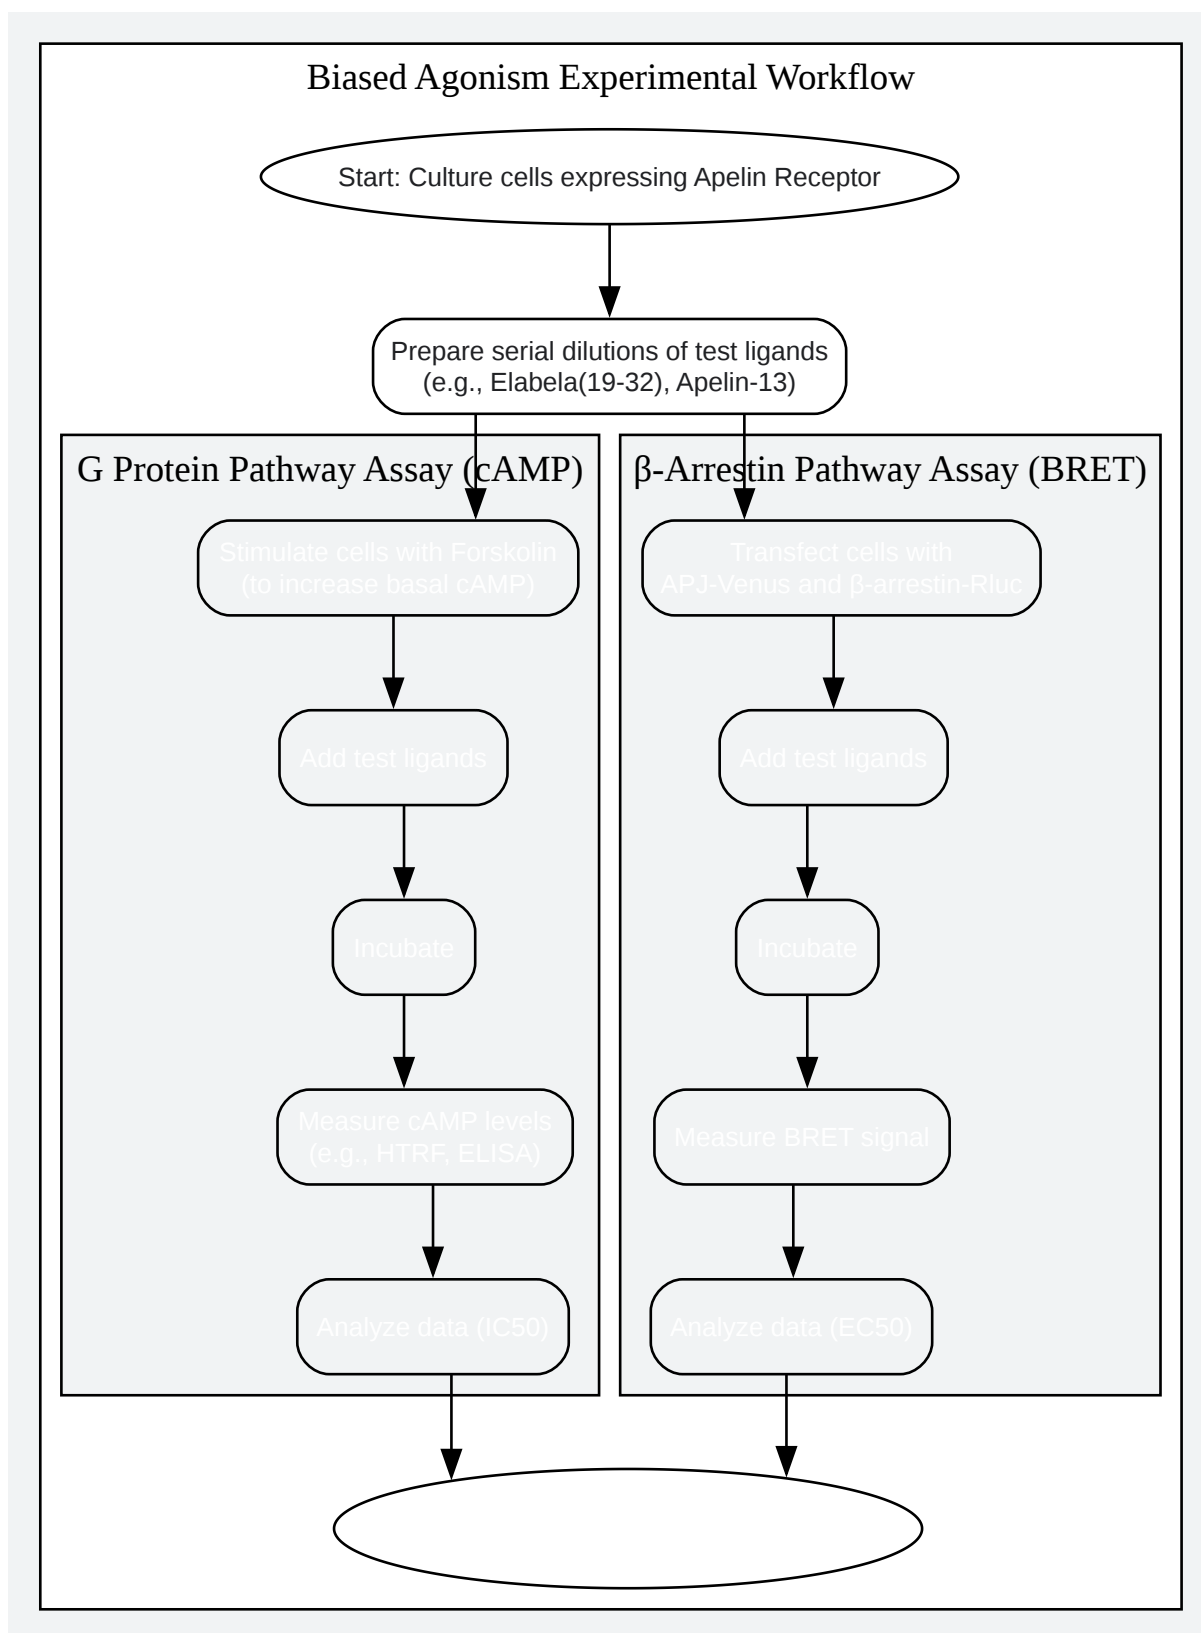 Biased Agonism Experimental Workflow
Start: Culture cells expressing Apelin Receptor
Prepare serial dilutions of test ligands
(e.g., Elabela(19-32), Apelin-13)
G Protein Pathway Assay (cAMP)
Stimulate cells with Forskolin
(to increase basal cAMP)
Add test ligands
Incubate
Measure cAMP levels
(e.g., HTRF, ELISA)
Analyze data (IC50)
β-Arrestin Pathway Assay (BRET)
Transfect cells with
APJ-Venus and β-arrestin-Rluc
Add test ligands
Incubate
Measure BRET signal
Analyze data (EC50)